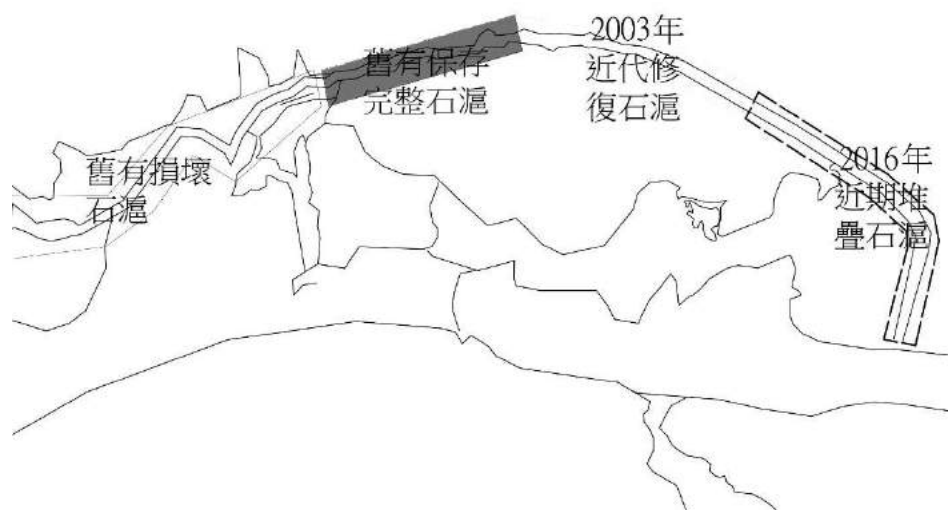 舊有保存
完整石滬
2003年
近代修
復石滬
2016年
近期堆
疊石滬
舊有損壞
石滬